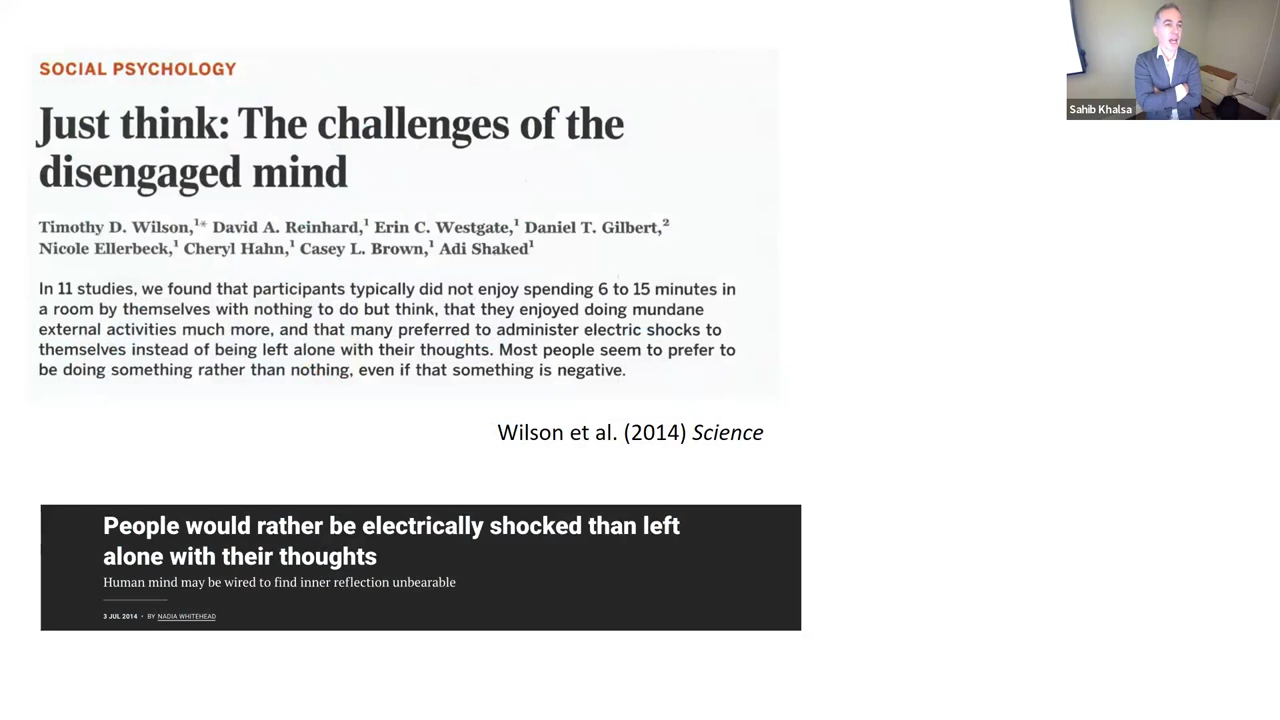 SOCIAL PSYCHOLOGY
Just think: The challenges of the
disengaged mind
Timothy D. Wilson,¹* David A. Reinhard,¹ Erin C. Westgate,¹ Daniel T. Gilbert,²
Nicole Ellerbeck,¹ Cheryl Hahn,¹ Casey L. Brown,¹ Adi Shaked¹
In 11 studies, we found that participants typically did not enjoy spending 6 to 15 minutes in
a room by themselves with nothing to do but think, that they enjoyed doing mundane
external activities much more, and that many preferred to administer electric shocks to
themselves instead of being left alone with their thoughts. Most people seem to prefer to
be doing something rather than nothing, even if that something is negative.
Wilson et al. (2014) Science
People would rather be electrically shocked than left
alone with their thoughts
Human mind may be wired to find inner reflection unbearable
3 JUL 2014 • BY NADIA WHITEHEAD
Sahib Khalsa